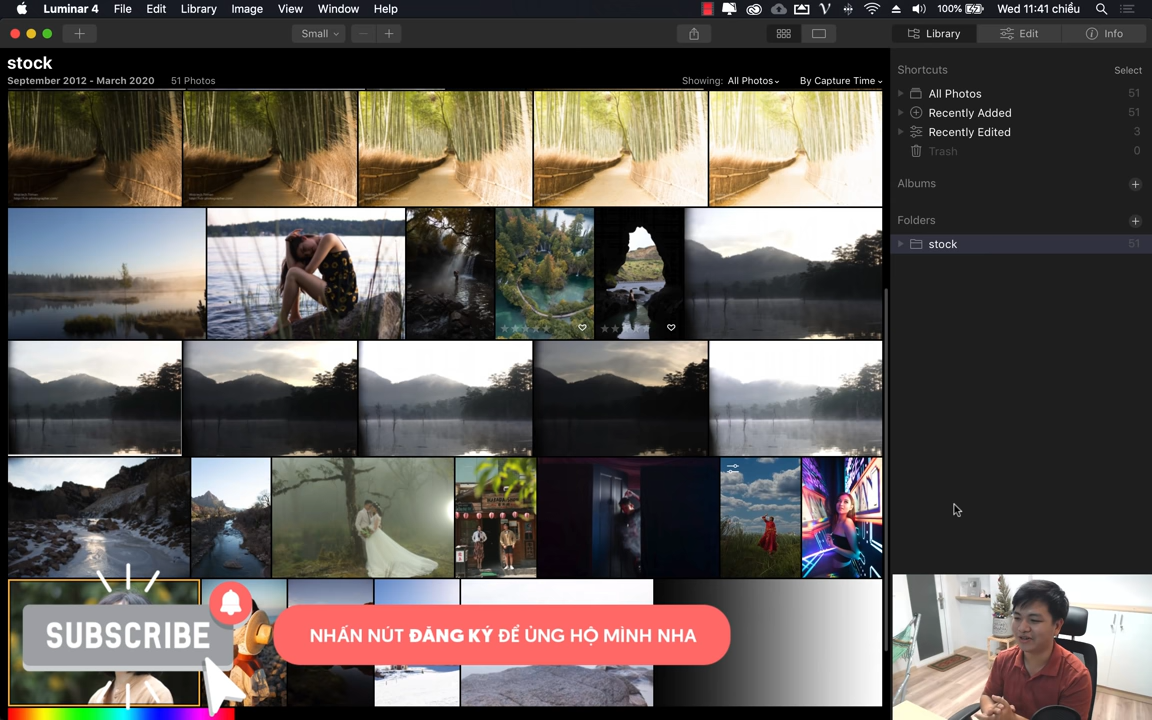 Luminar 4 File Edit Library Image View Window Help 100% Wed 11:41 chiều
Small
Library Edit Info
stock
September 2012 - March 2020 51 Photos Showing: All Photos By Capture Time
Shortcuts Select
All Photos 51
Recently Added 51
Recently Edited 3
Trash 0
Albums
Folders
stock 51
SUBSCRIBE
NHẤN NÚT ĐĂNG KÝ ĐỂ ỦNG HỘ MÌNH NHA